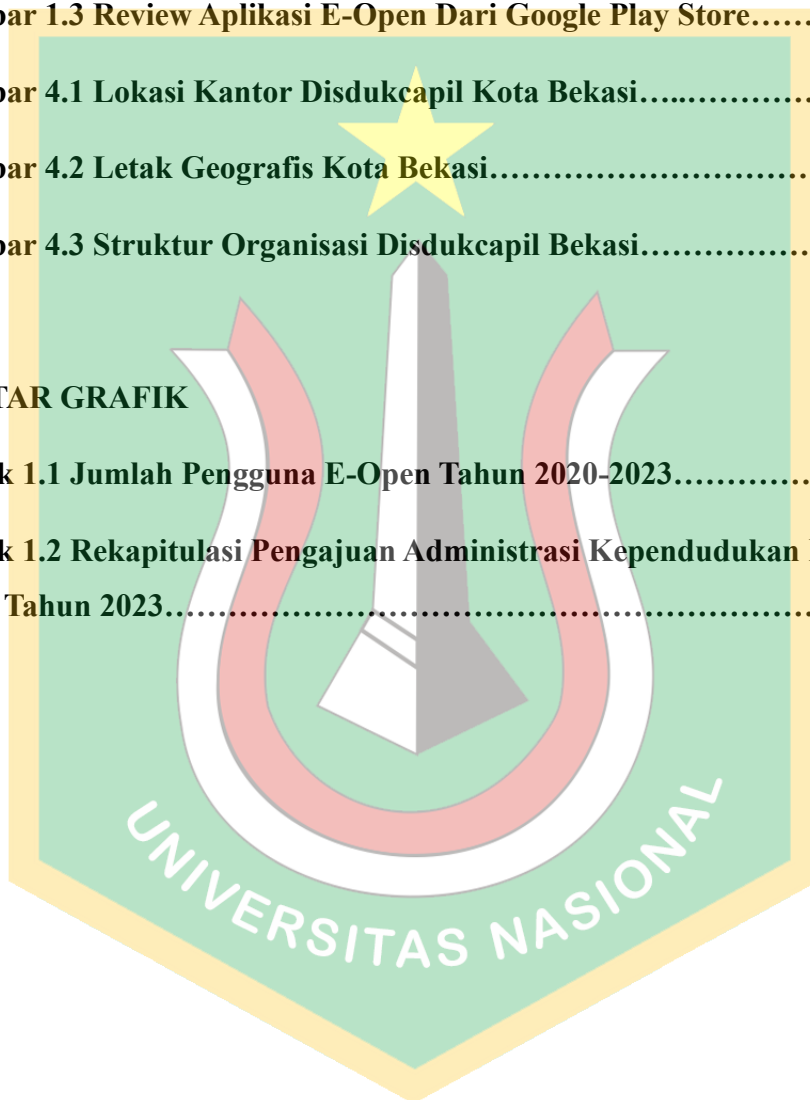 bar 1.3 Review Aplikasi E-Open Dari Google Play Store……
bar 4.1 Lokasi Kantor Disdukcapil Kota Bekasi…..…………
bar 4.2 Letak Geografis Kota Bekasi…………………………
bar 4.3 Struktur Organisasi Disdukcapil Bekasi………………
TAR GRAFIK
k 1.1 Jumlah Pengguna E-Open Tahun 2020-2023……………
k 1.2 Rekapitulasi Pengajuan Administrasi Kependudukan
Tahun 2023…………………………………………………………
UNIVERSITAS NASIONAL